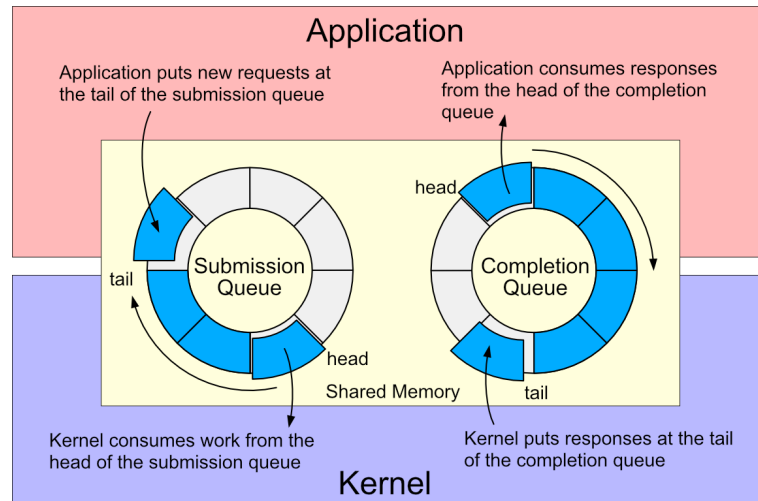 Application
Application puts new requests at
the tail of the submission queue
Application consumes responses
from the head of the completion
queue
head
Submission
Queue
Completion
Queue
tail
head
Shared Memory
tail
Kernel consumes work from the
head of the submission queue
Kernel puts responses at the tail
of the completion queue
Kernel